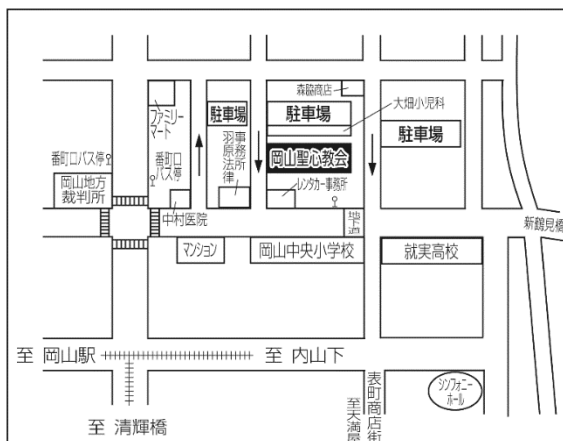 森脇商店
駐車場
駐車場
大畑小児科
駐車場
ファミリー
マート
羽原法律
事務所
番町口バス停
番町口
バス停
岡山聖心教会
岡山地方
裁判所
レンタカー事務所
中村医院
地下道
新鶴見橋
マンション
岡山中央小学校
就実高校
至 岡山駅
至 内山下
シンフォニー
ホール
表町商店街
至天満屋
至 清輝橋